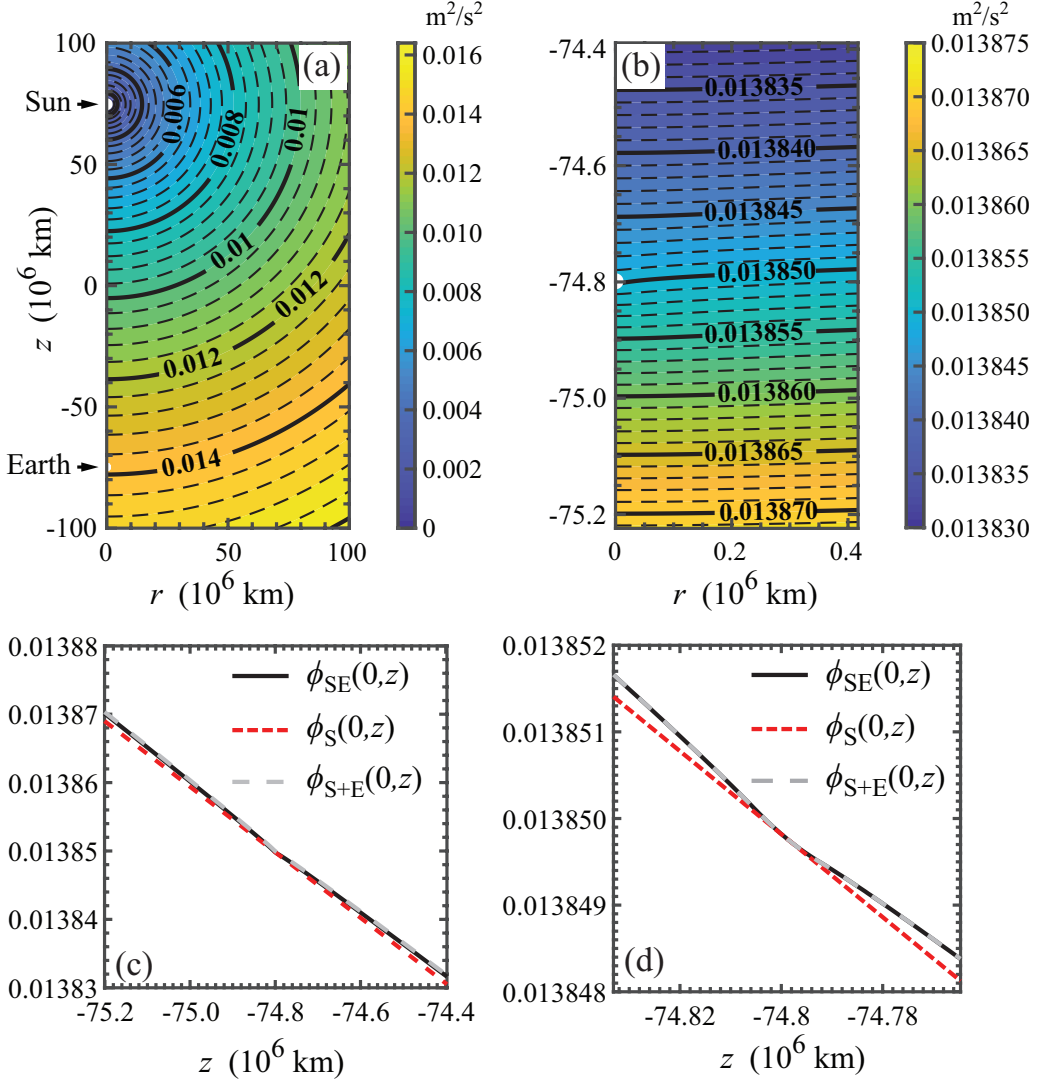 m²/s²
(a)
100
50
0
-50
-100
Sun
Earth
z (10⁶ km)
0.006
0.008
0.01
0.01
0.012
0.012
0.014
0 50 100
r (10⁶ km)
0.016
0.014
0.012
0.010
0.008
0.006
0.004
0.002
0
m²/s²
(b)
-74.4
-74.6
-74.8
-75.0
-75.2
0.013835
0.013840
0.013845
0.013850
0.013855
0.013860
0.013865
0.013870
0 0.2 0.4
r (10⁶ km)
0.013875
0.013870
0.013865
0.013860
0.013855
0.013850
0.013845
0.013840
0.013835
0.013830
0.01388
0.01387
0.01386
0.01385
0.01384
0.01383
ϕSE(0,z)
ϕS(0,z)
ϕS+E(0,z)
(c)
-75.2 -75.0 -74.8 -74.6 -74.4
z (10⁶ km)
0.013852
0.013851
0.013850
0.013849
0.013848
ϕSE(0,z)
ϕS(0,z)
ϕS+E(0,z)
(d)
-74.82 -74.8 -74.78
z (10⁶ km)